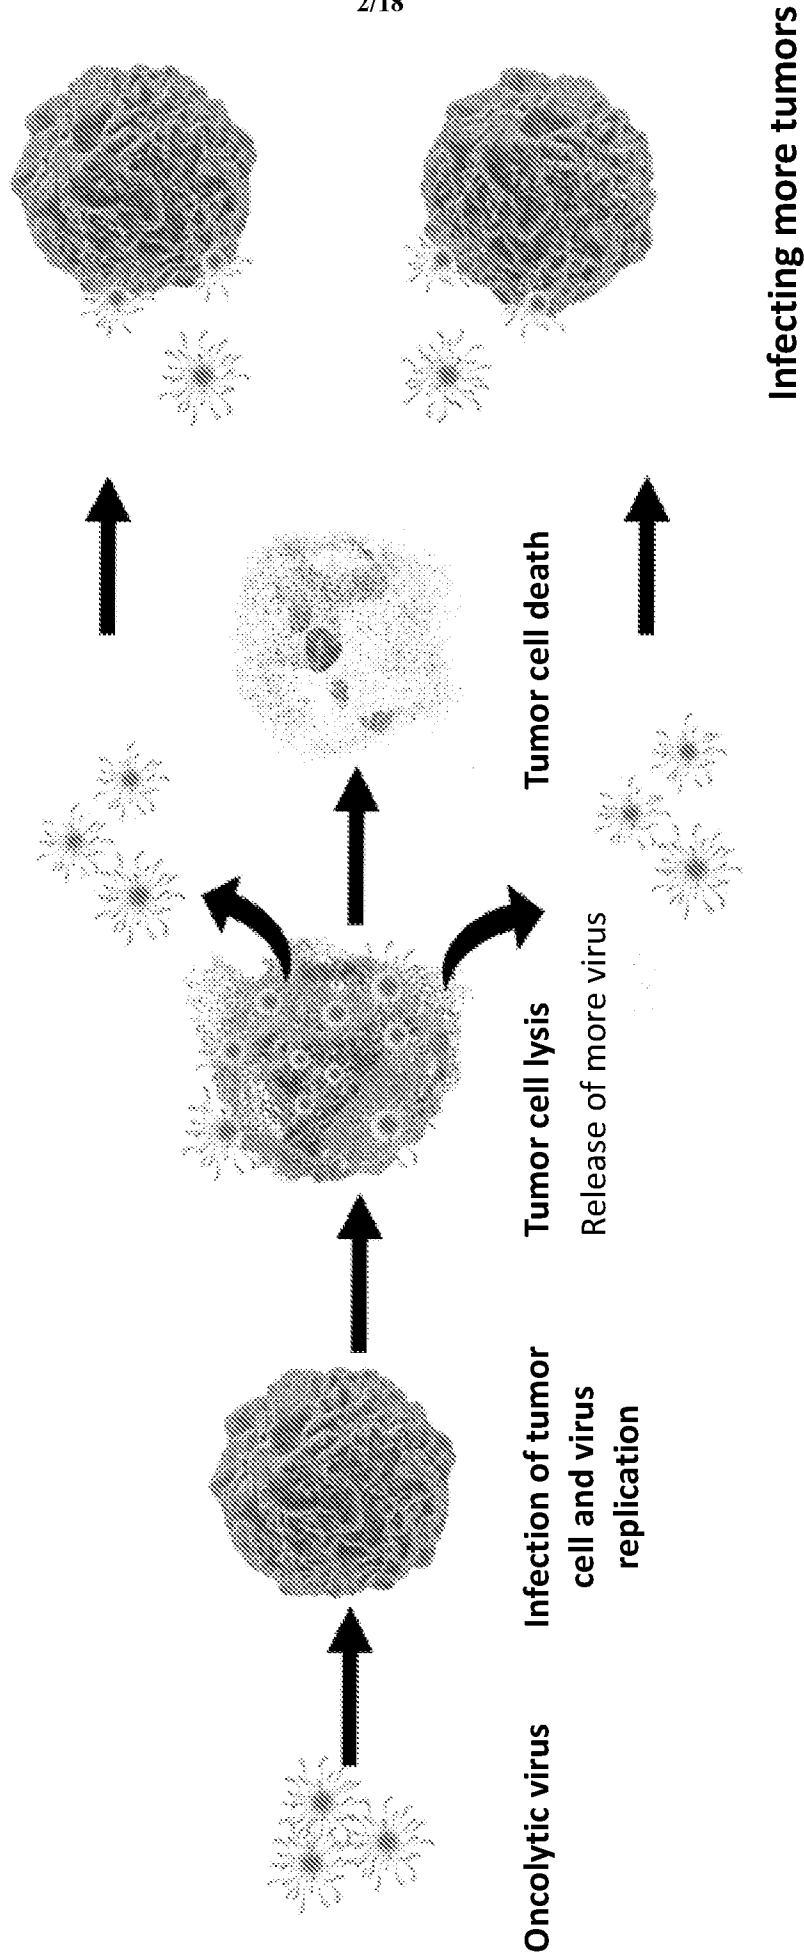 2/18
Oncolytic virus
Infection of tumor
cell and virus
replication
Tumor cell lysis
Release of more virus
Tumor cell death
Infecting more tumors